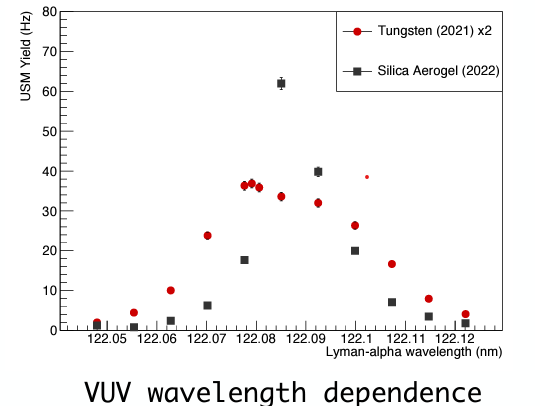 USM Yield (Hz)
80
70
60
50
40
30
20
10
0
Tungsten (2021) x2
Silica Aerogel (2022)
122.05 122.06 122.07 122.08 122.09 122.1 122.11 122.12
Lyman-alpha wavelength (nm)
VUV wavelength dependence